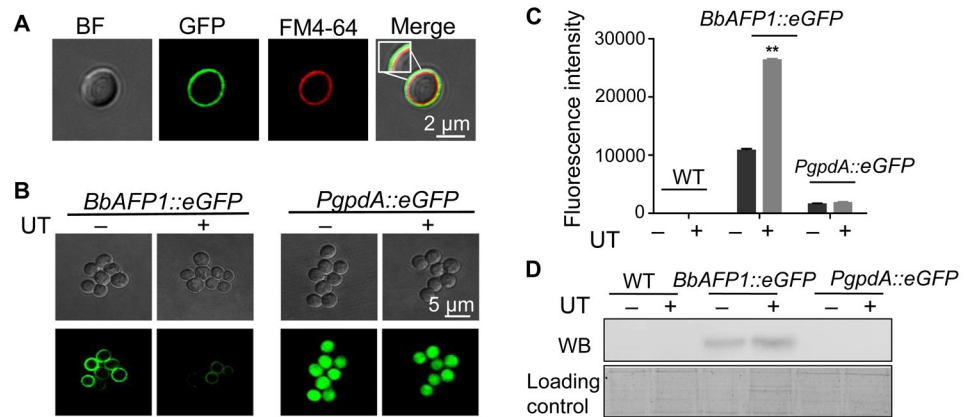 A
BF GFP FM4-64 Merge
2 μm
B
BbAFP1::eGFP PgpdA::eGFP
UT – + – +
5 μm
C
BbAFP1::eGFP
Fluorescence intensity
30000
**
20000
10000
WT
PgpdA::eGFP
0
UT – + – + – +
D
WT BbAFP1::eGFP PgpdA::eGFP
UT – + – + – +
WB
Loading
control